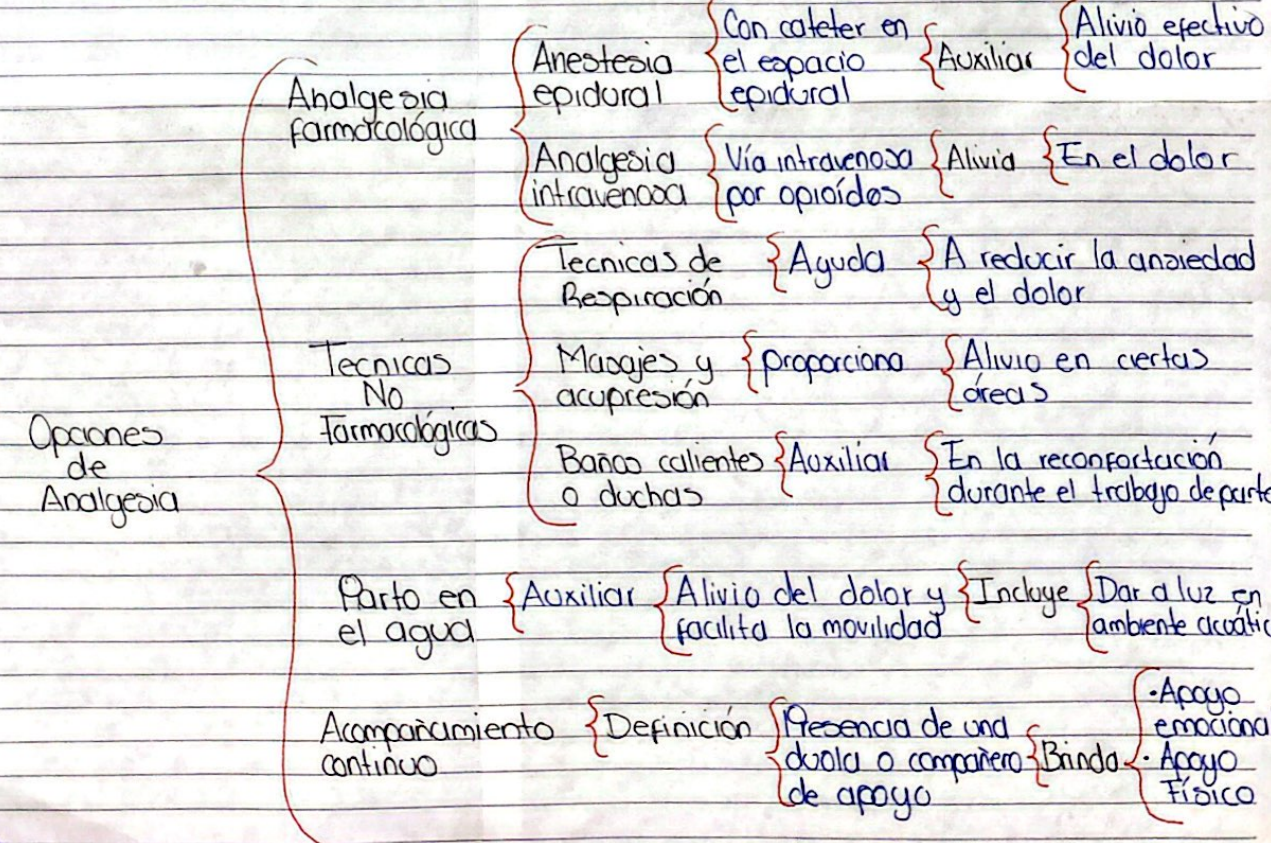 Opciones
de
Analgesia
Analgesia
farmacológica
Anestesia
epidural
Con cateter en
el espacio
epidural
Auxiliar
Alivio efectivo
del dolor
Analgesia
intravenosa
Vía intravenosa
por opioídes
Alivia
En el dolor
Tecnicas
No
Farmacológicas
Tecnicas de
Respiración
Ayuda
A reducir la ansiedad
y el dolor
Masajes y
acupresión
proporciona
Alivio en ciertas
áreas
Baños calientes
o duchas
Auxiliar
En la reconfortación
durante el trabajo de parto
Parto en
el agua
Auxiliar
Alivio del dolor y
facilita la movilidad
Incluye
Dar a luz en
ambiente acuátic
Acompañamiento
continuo
Definición
Presencia de una
duola o compañero
de apoyo
Brinda
·Apoyo
emociona
·Apoyo
Físico